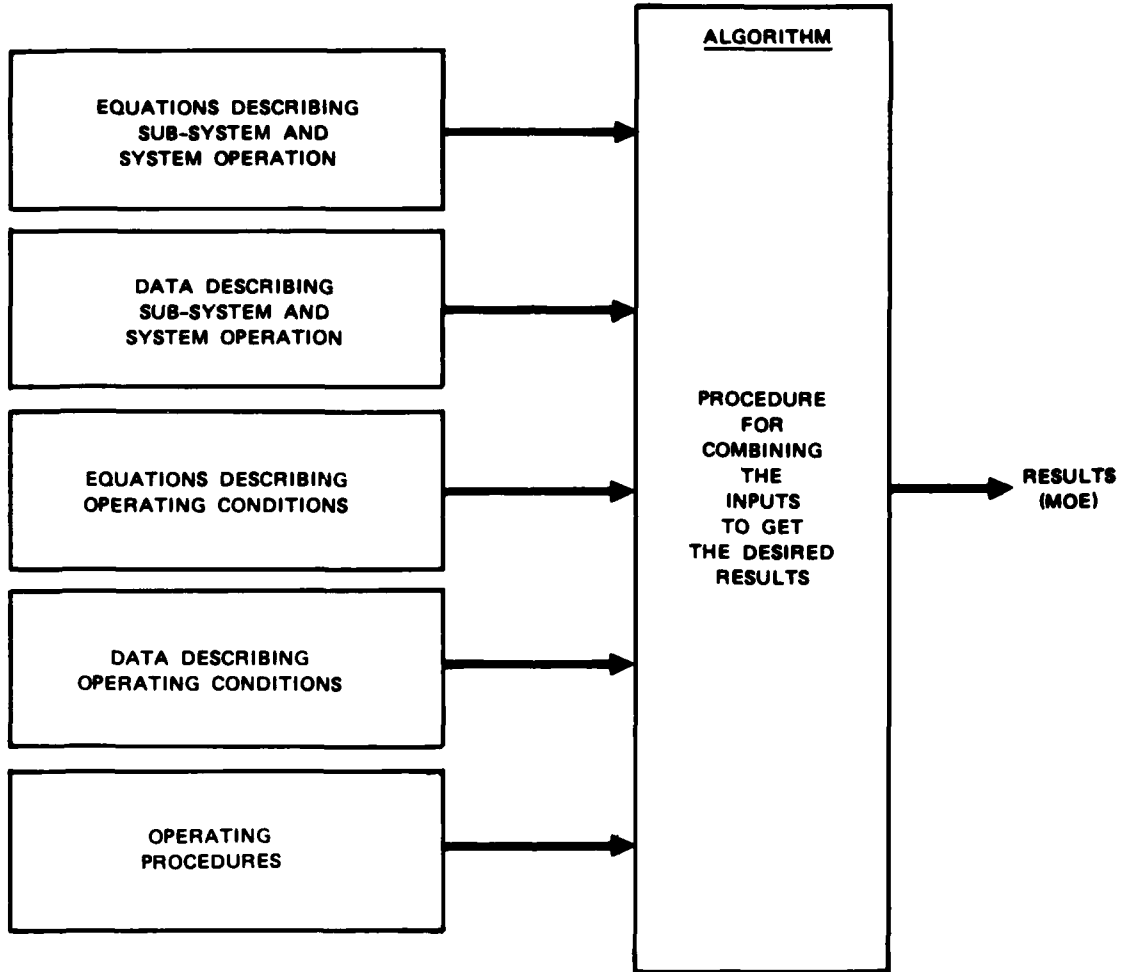 EQUATIONS DESCRIBING
SUB-SYSTEM AND
SYSTEM OPERATION
DATA DESCRIBING
SUB-SYSTEM AND
SYSTEM OPERATION
EQUATIONS DESCRIBING
OPERATING CONDITIONS
DATA DESCRIBING
OPERATING CONDITIONS
OPERATING
PROCEDURES
ALGORITHM
PROCEDURE
FOR
COMBINING
THE
INPUTS
TO GET
THE DESIRED
RESULTS
RESULTS
(MOE)